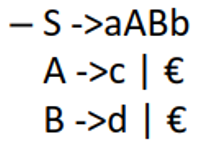 – S ->aABb
A ->c | €
B ->d | €